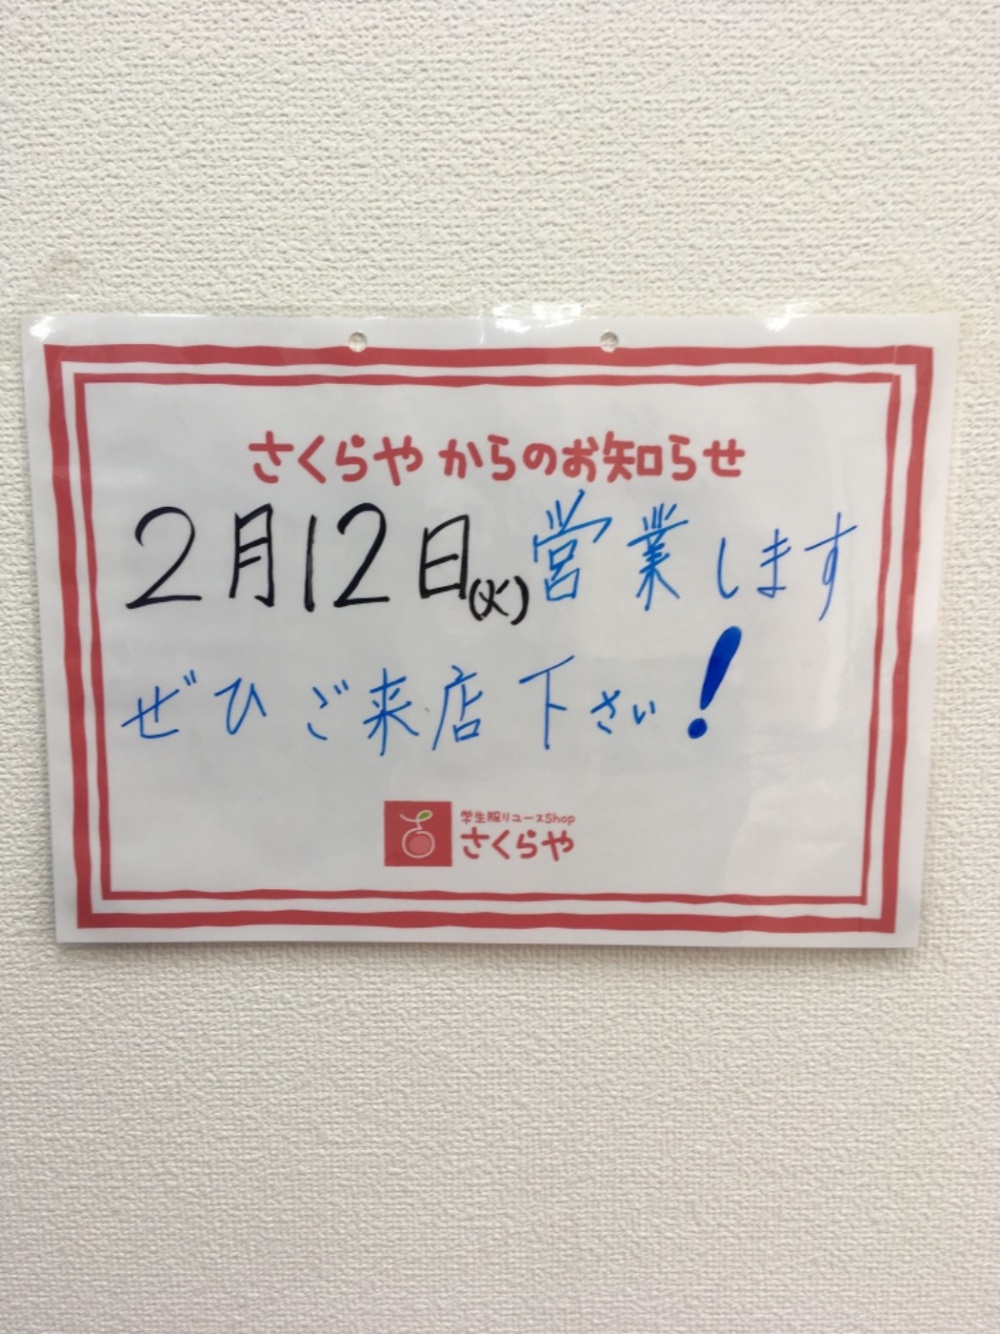 さくらや からのお知らせ
2月12日(火)営業します
ぜひご来店下さい!
学生服リユースShop
さくらや